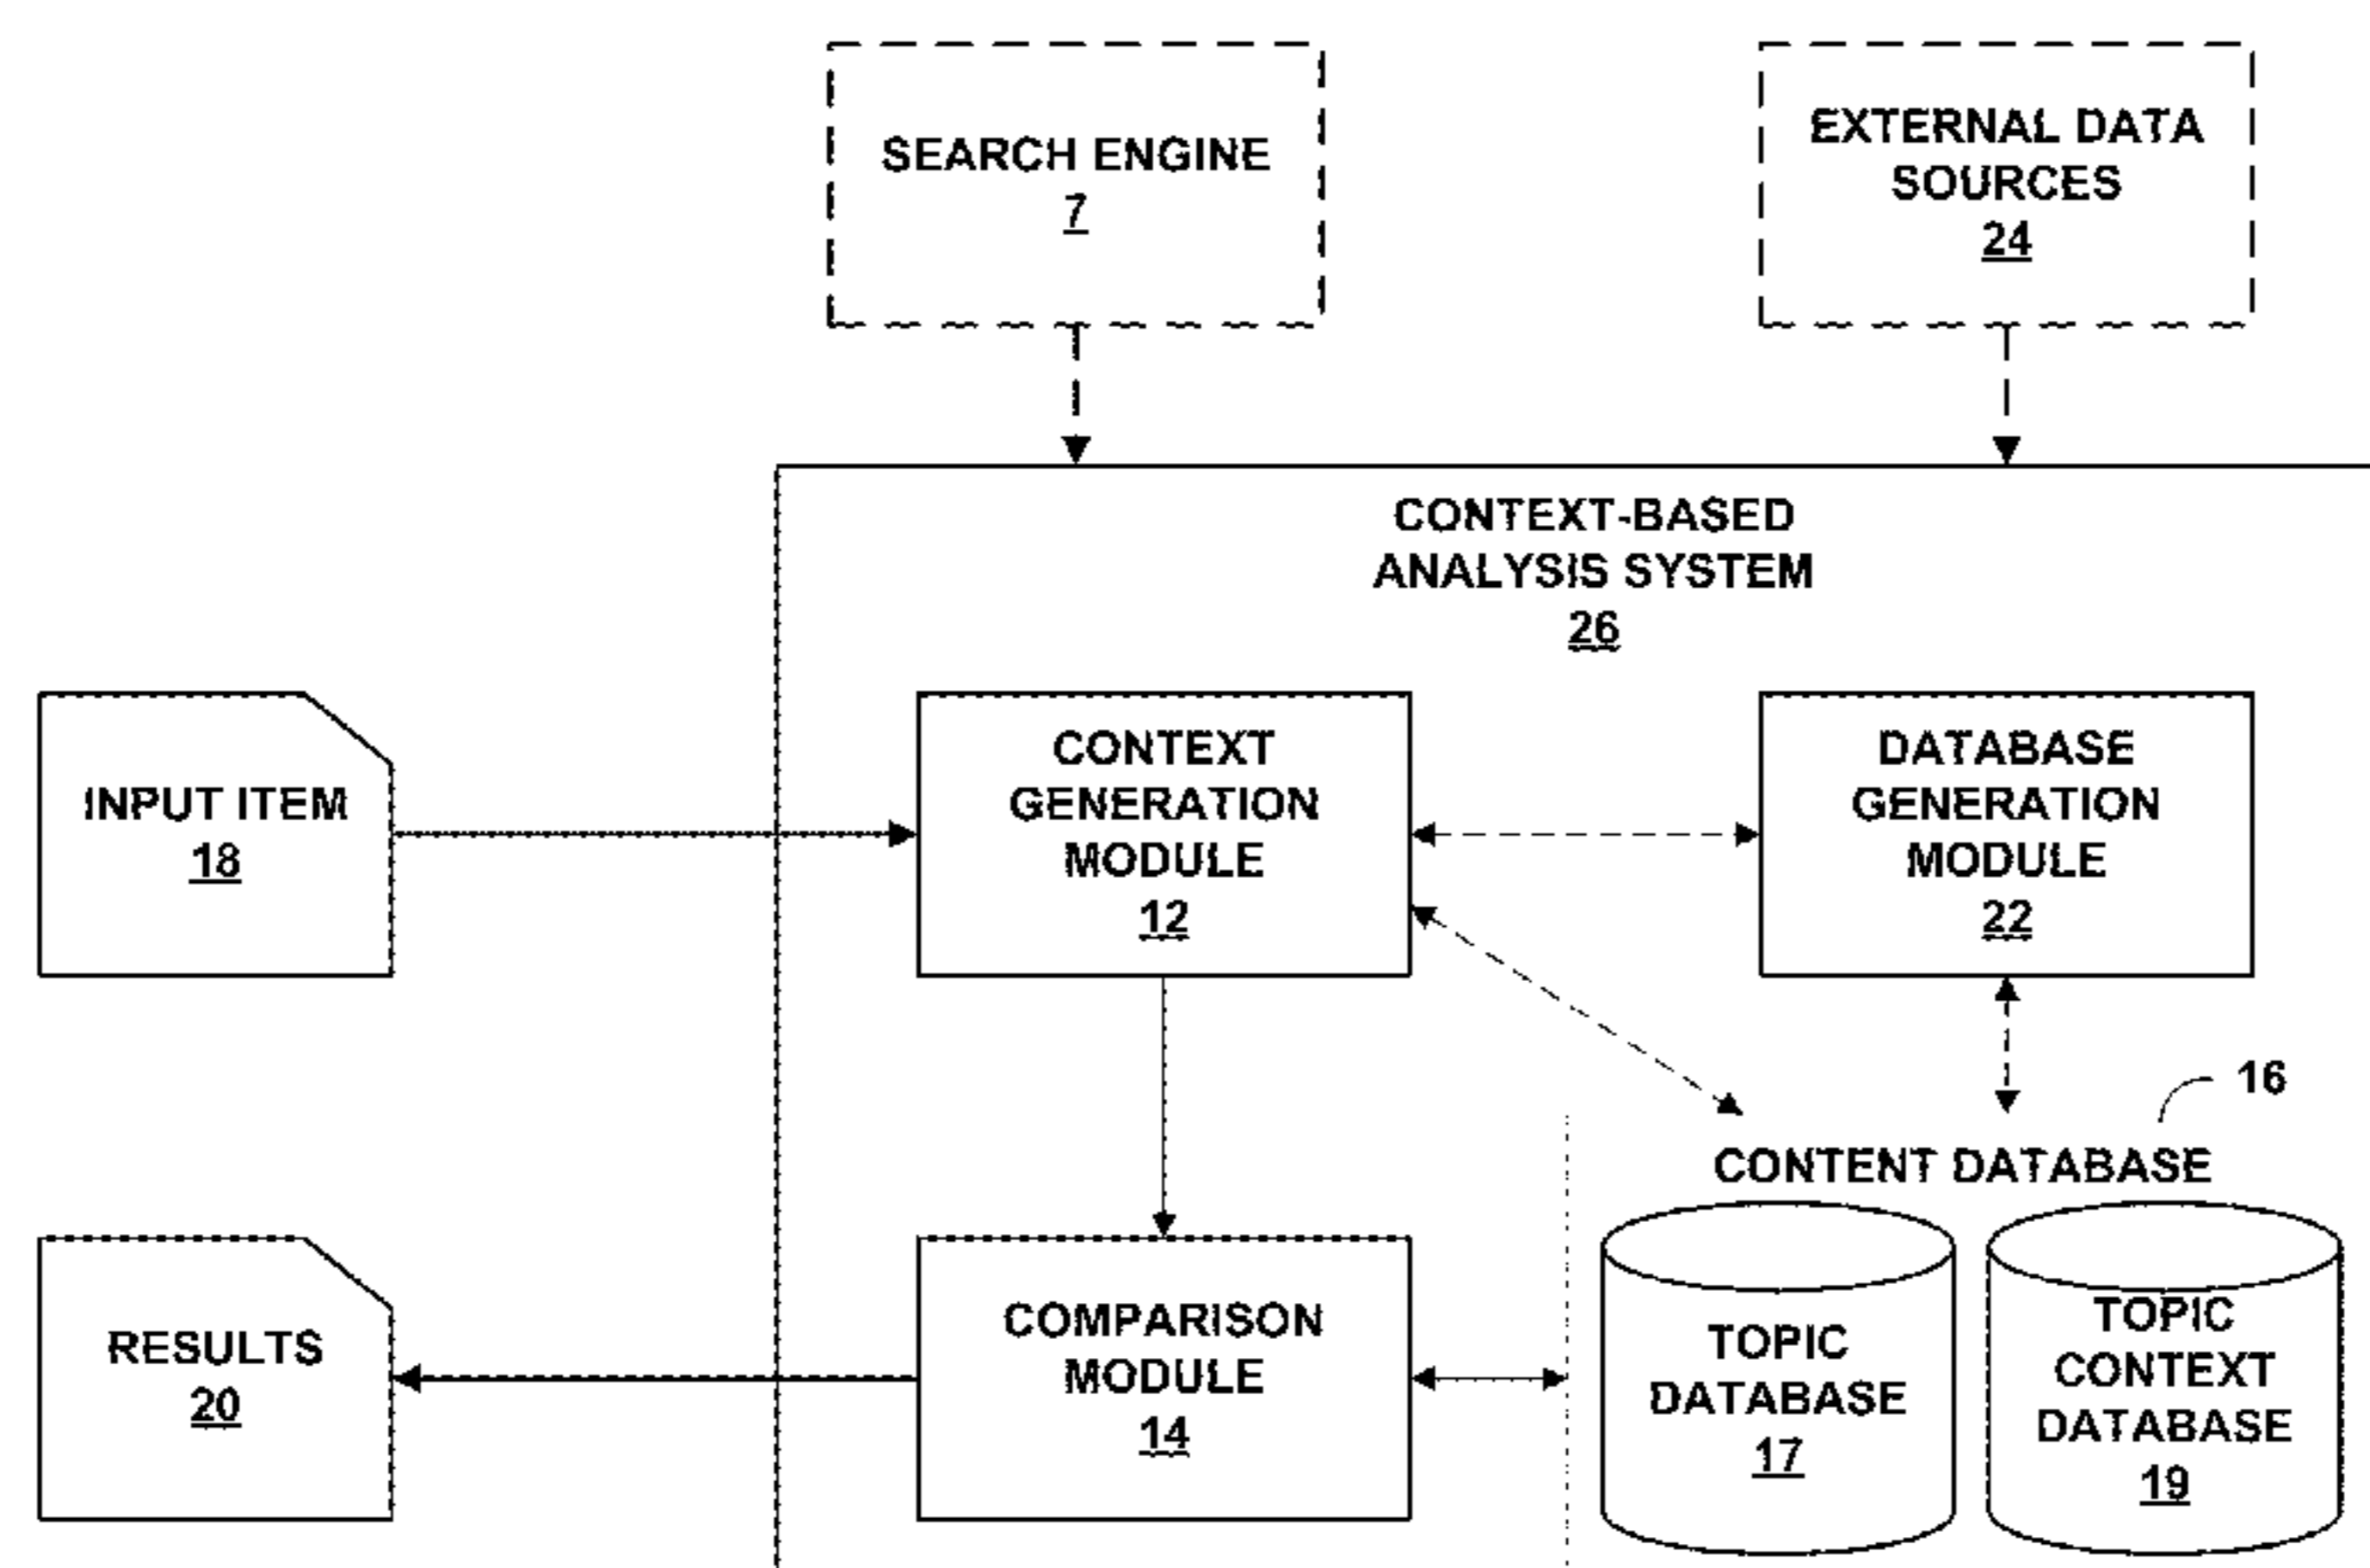 SEARCH ENGINE
7
EXTERNAL DATA
SOURCES
24
CONTEXT-BASED
ANALYSIS SYSTEM
26
INPUT ITEM
18
CONTEXT
GENERATION
MODULE
12
DATABASE
GENERATION
MODULE
22
16
CONTENT DATABASE
RESULTS
20
COMPARISON
MODULE
14
TOPIC
DATABASE
17
TOPIC
CONTEXT
DATABASE
19